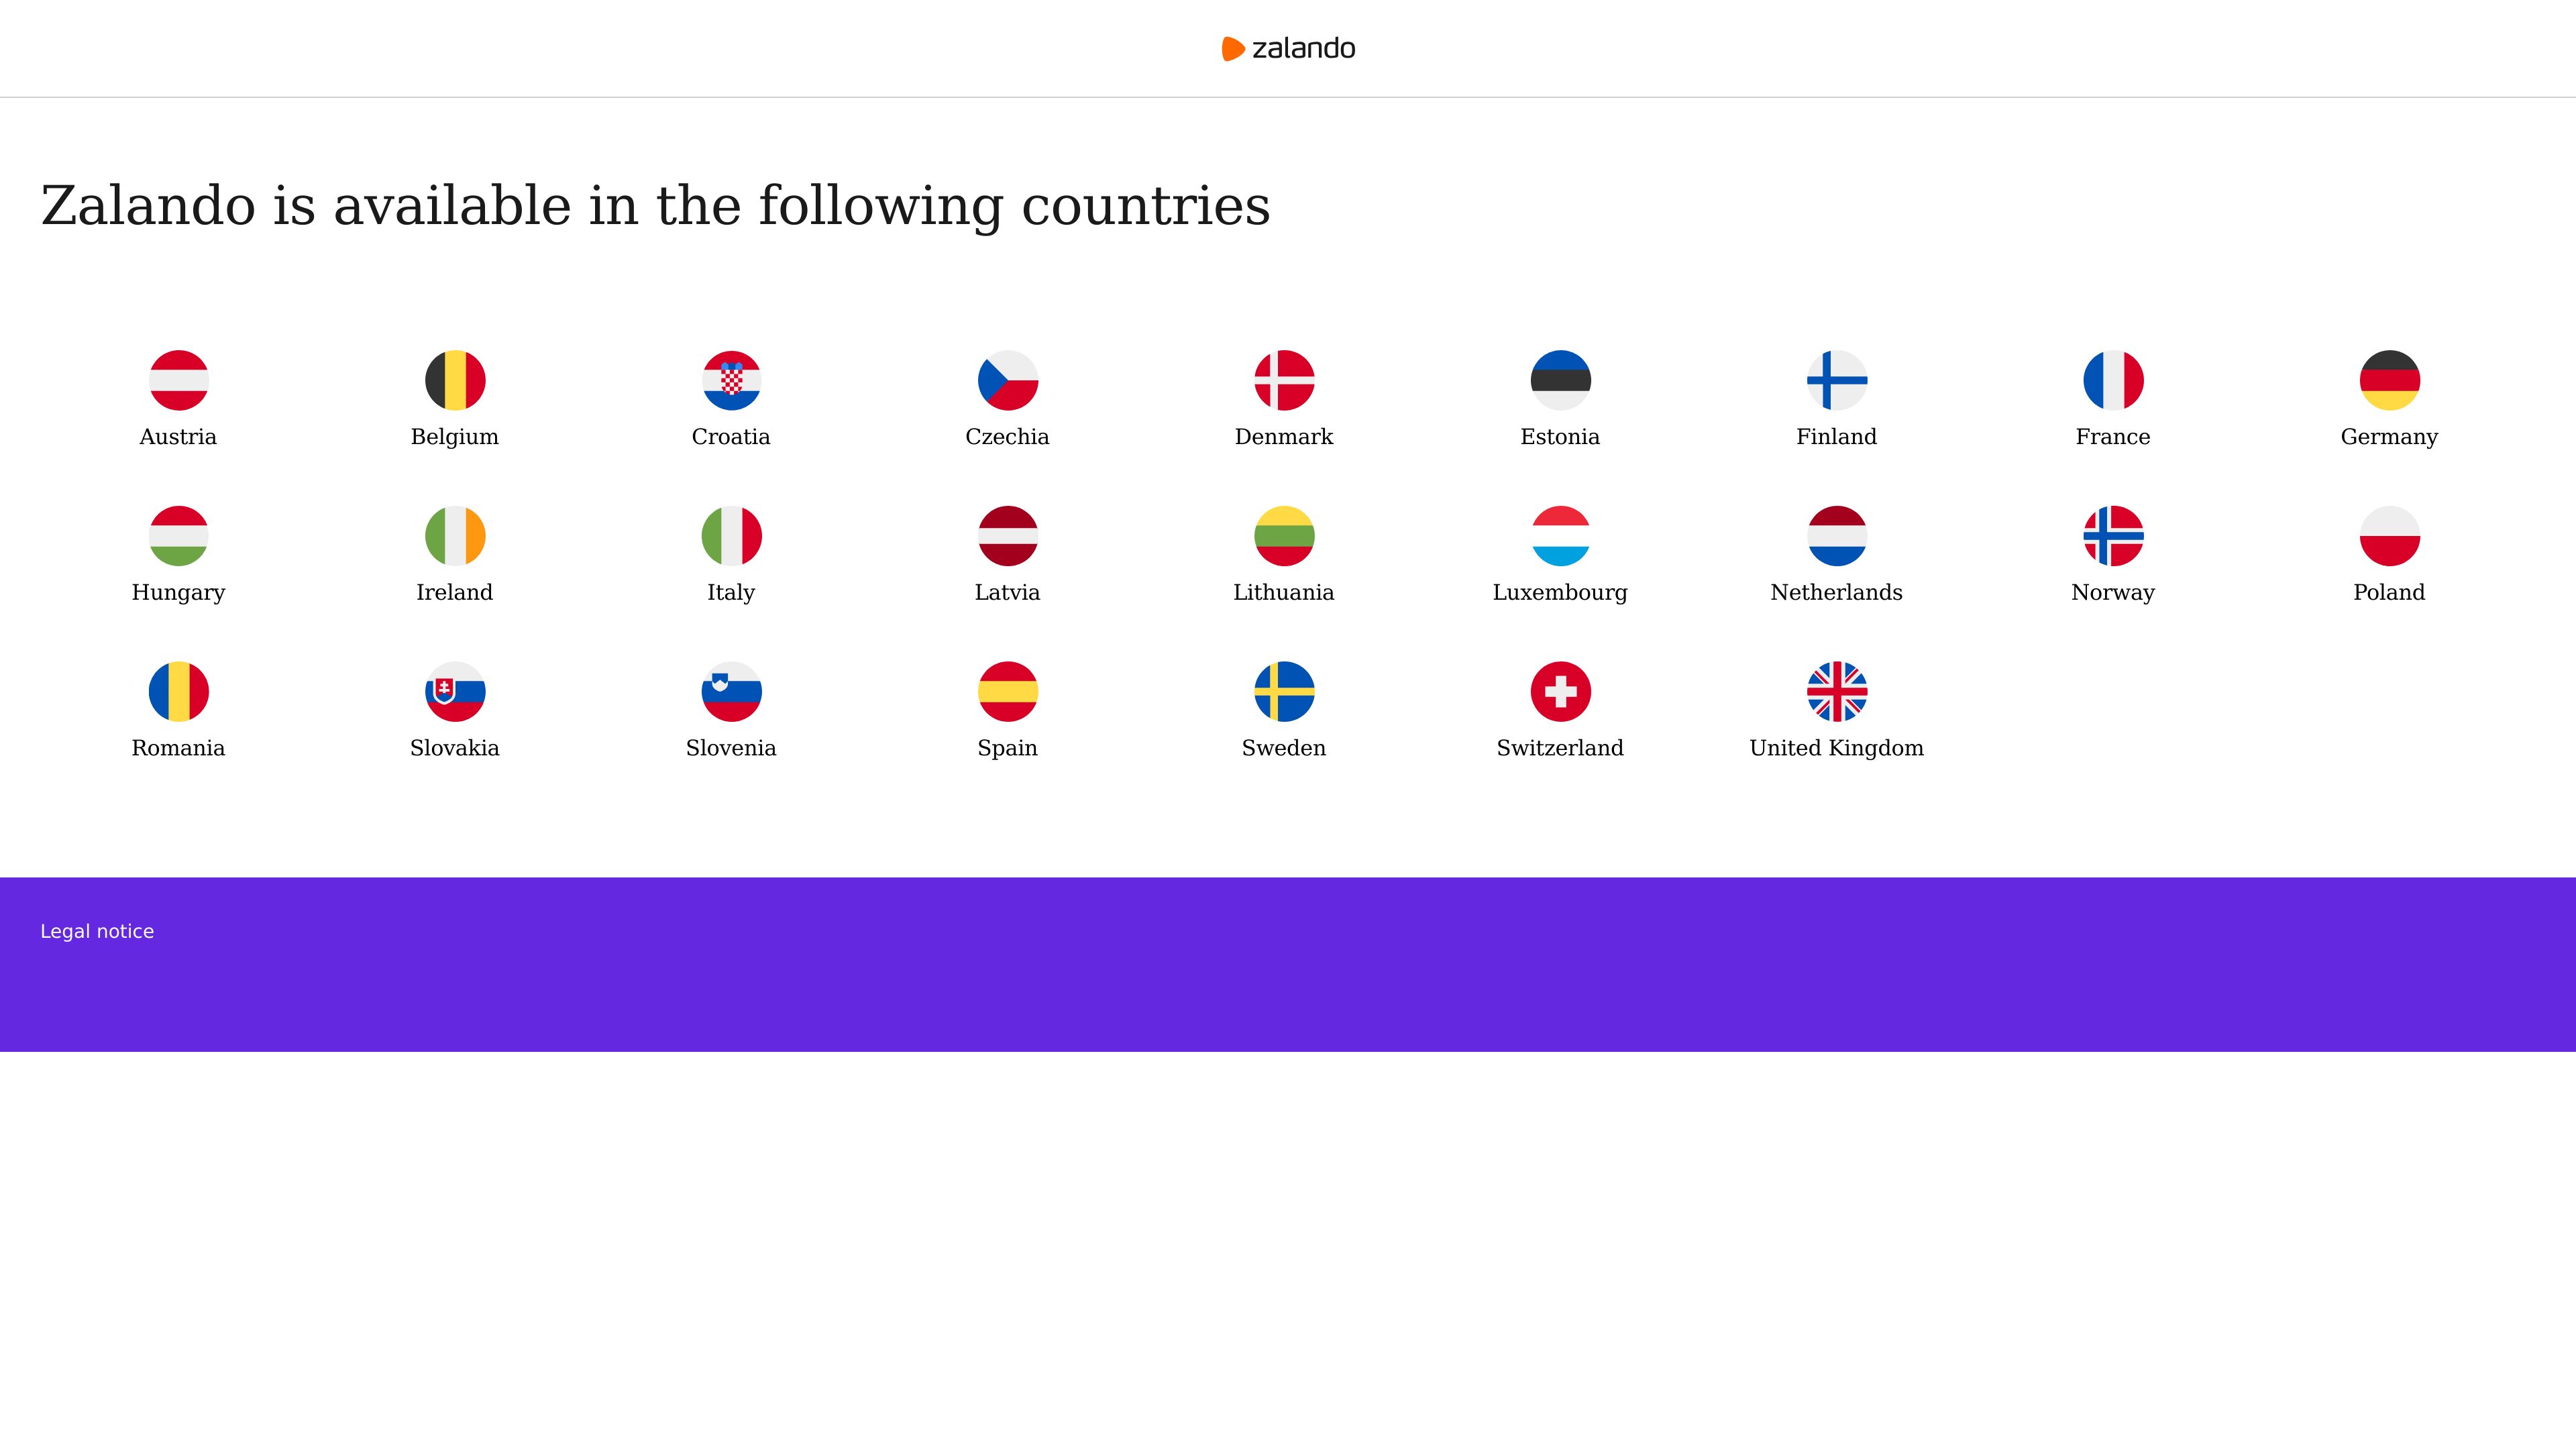 zalando
Zalando is available in the following countries
Austria
Belgium
Croatia
Czechia
Denmark
Estonia
Finland
France
Germany
Hungary
Ireland
Italy
Latvia
Lithuania
Luxembourg
Netherlands
Norway
Poland
Romania
Slovakia
Slovenia
Spain
Sweden
Switzerland
United Kingdom
Legal notice